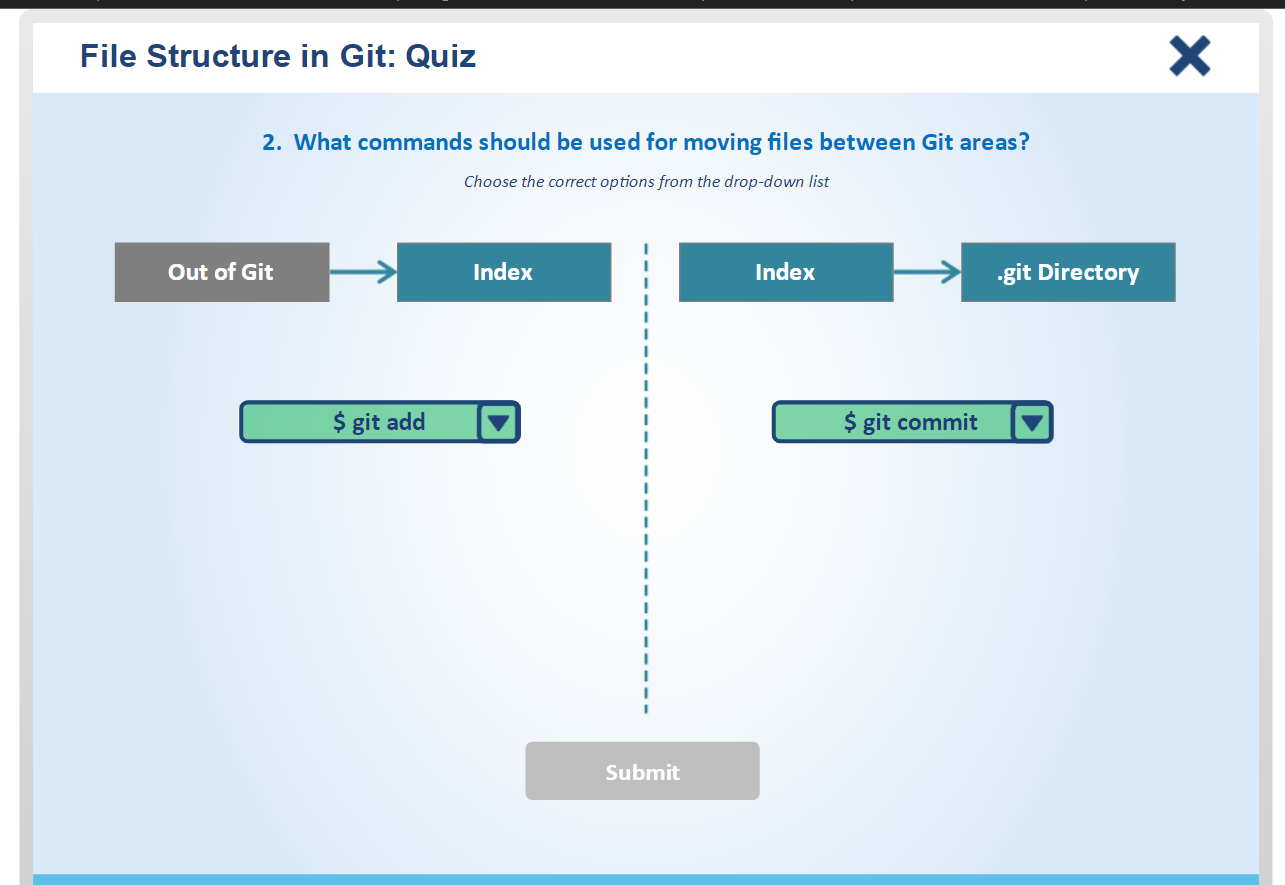 File Structure in Git: Quiz
2. What commands should be used for moving files between Git areas?
Choose the correct options from the drop-down list
Out of Git
Index
Index
.git Directory
$ git add
$ git commit
Submit